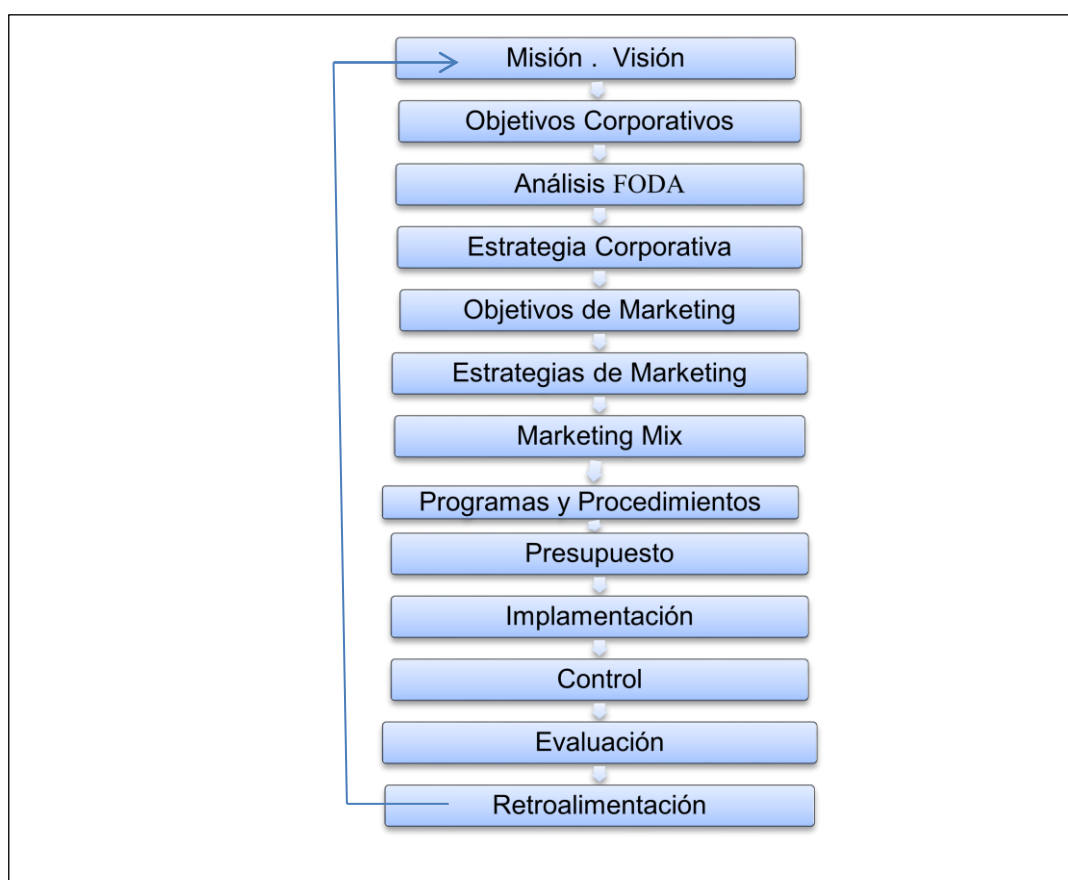 Misión .  Visión
Objetivos Corporativos
Análisis FODA
Estrategia Corporativa
Objetivos de Marketing
Estrategias de Marketing
Marketing Mix
Programas y Procedimientos
Presupuesto
Implamentación
Control
Evaluación
Retroalimentación